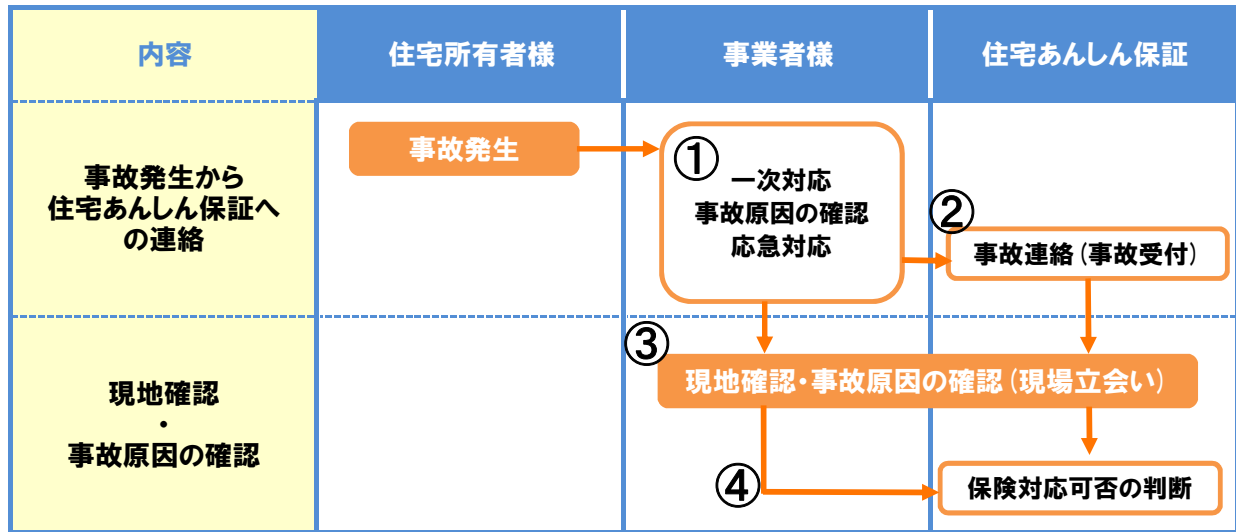 内容
住宅所有者様
事業者様
住宅あんしん保証
事故発生から
住宅あんしん保証へ
の連絡
事故発生
①
一次対応
事故原因の確認
応急対応
②
事故連絡(事故受付)
現地確認
・
事故原因の確認
③
現地確認・事故原因の確認(現場立会い)
④
保険対応可否の判断